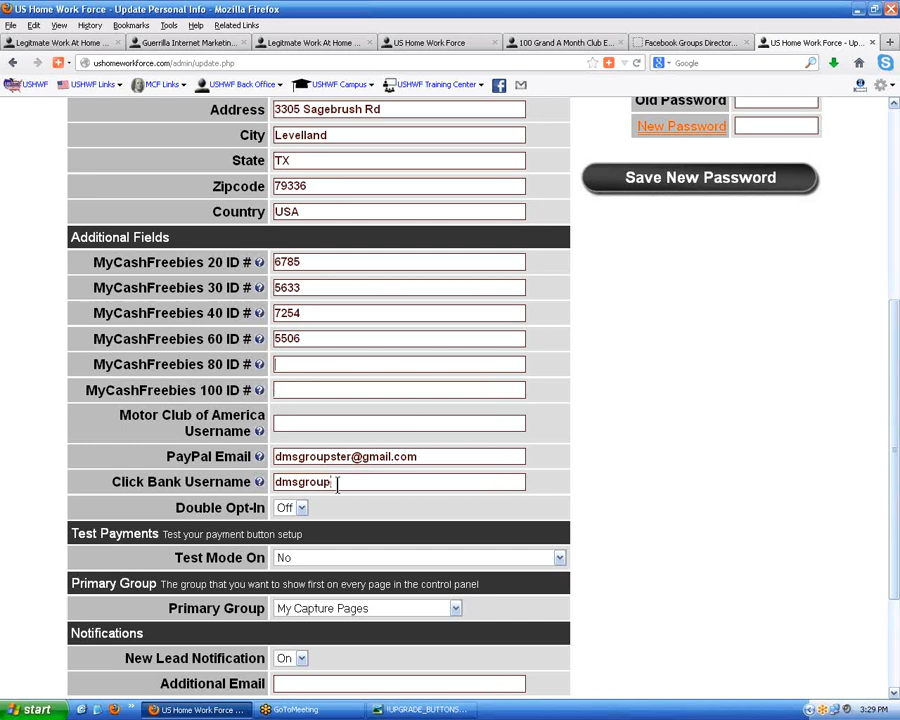 US Home Work Force - Update Personal Info - Mozilla Firefox
File Edit View History Bookmarks Tools Help Related Links
Legitmate Work At Home ... Guerrilla Internet Marketin... Legitmate Work At Home ... US Home Work Force 100 Grand A Month Club E... Facebook Groups Director... US Home Work Force - Up...
ushomeworkforce.com/admin/update.php Google
USHWF USHWF Links MCF Links USHWF Back Office USHWF Campus USHWF Training Center
Address 3305 Sagebrush Rd Old Password
City Levelland New Password
State TX
Save New Password
Zipcode 79336
Country USA
Additional Fields
MyCashFreebies 20 ID # 6785
MyCashFreebies 30 ID # 5633
MyCashFreebies 40 ID # 7254
MyCashFreebies 60 ID # 5506
MyCashFreebies 80 ID #
MyCashFreebies 100 ID #
Motor Club of America
Username
PayPal Email dmsgroupster@gmail.com
Click Bank Username dmsgroup
Double Opt-In Off
Test Payments Test your payment button setup
Test Mode On No
Primary Group The group that you want to show first on every page in the control panel
Primary Group My Capture Pages
Notifications
New Lead Notification On
Additional Email
start US Home Work Force ... GoToMeeting !UPGRADE_BUTTONS... 3:29 PM